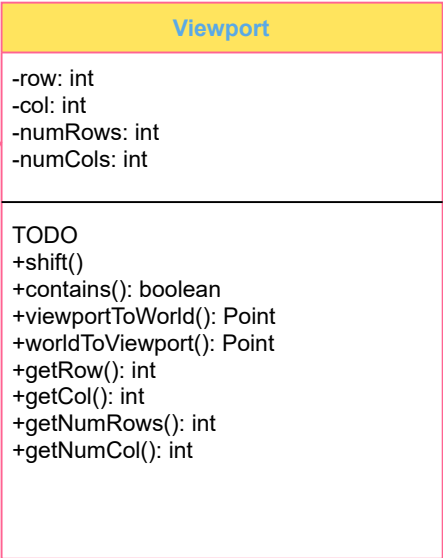 Viewport
-row: int
-col: int
-numRows: int
-numCols: int
TODO
+shift()
+contains(): boolean
+viewportToWorld(): Point
+worldToViewport(): Point
+getRow(): int
+getCol(): int
+getNumRows(): int
+getNumCol(): int